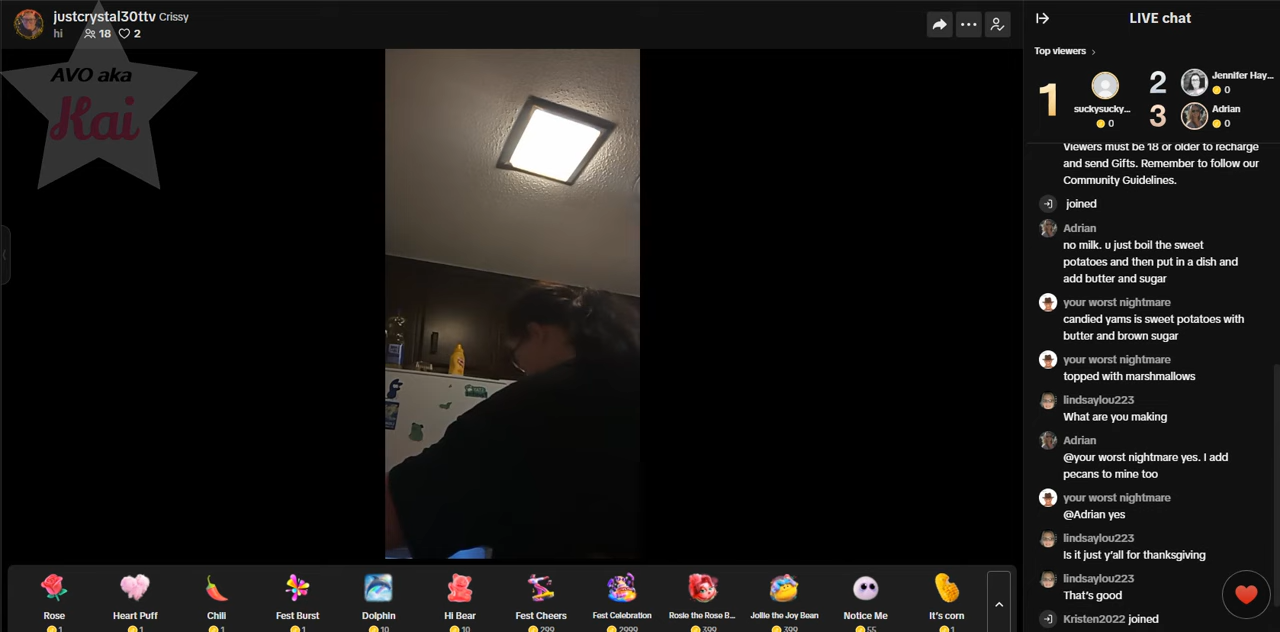 justcrystal30ttv Crissy
hi 18 2
AVO aka
Kai
LIVE chat
Top viewers
1
suckysucky...
0
2
Jennifer Hay...
0
3
Adrian
0
Viewers must be 18 or older to recharge
and send Gifts. Remember to follow our
Community Guidelines.
joined
Adrian
no milk. u just boil the sweet
potatoes and then put in a dish and
add butter and sugar
your worst nightmare
candied yams is sweet potatoes with
butter and brown sugar
your worst nightmare
topped with marshmallows
lindsaylou223
What are you making
Adrian
@your worst nightmare yes. I add
pecans to mine too
your worst nightmare
@Adrian yes
lindsaylou223
Is it just y'all for thanksgiving
lindsaylou223
That's good
Kristen2022 joined
Rose
1
Heart Puff
1
Chili
1
Fest Burst
1
Dolphin
10
Hi Bear
10
Fest Cheers
299
Fest Celebration
2999
Rosie the Rose B...
399
Jollie the Joy Bean
399
Notice Me
55
It's corn
1